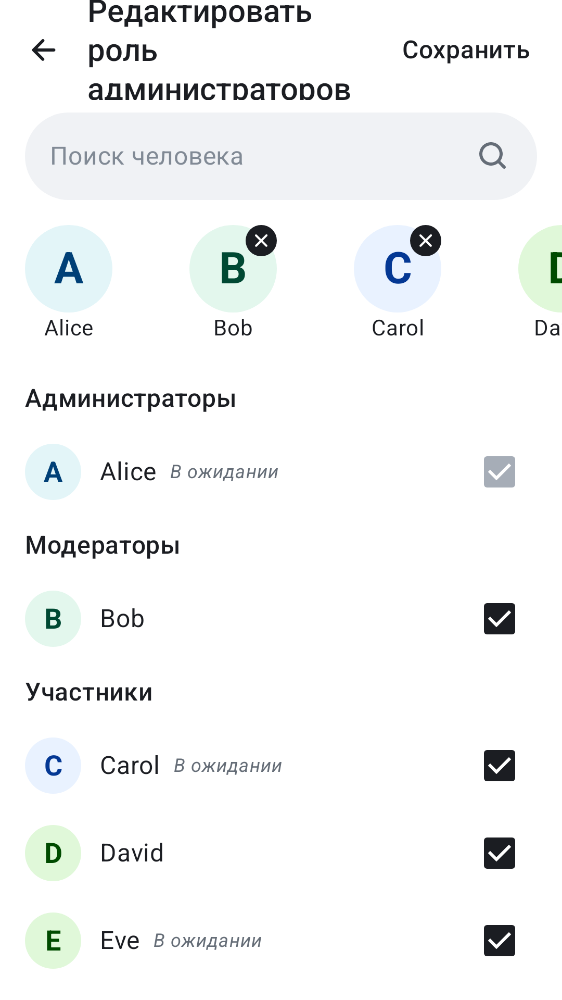 Редактировать
роль
администраторов
Сохранить
Поиск человека
A
B
C
D
Alice
Bob
Carol
Da
Администраторы
A
Alice В ожидании
Модераторы
B
Bob
Участники
C
Carol В ожидании
D
David
E
Eve В ожидании